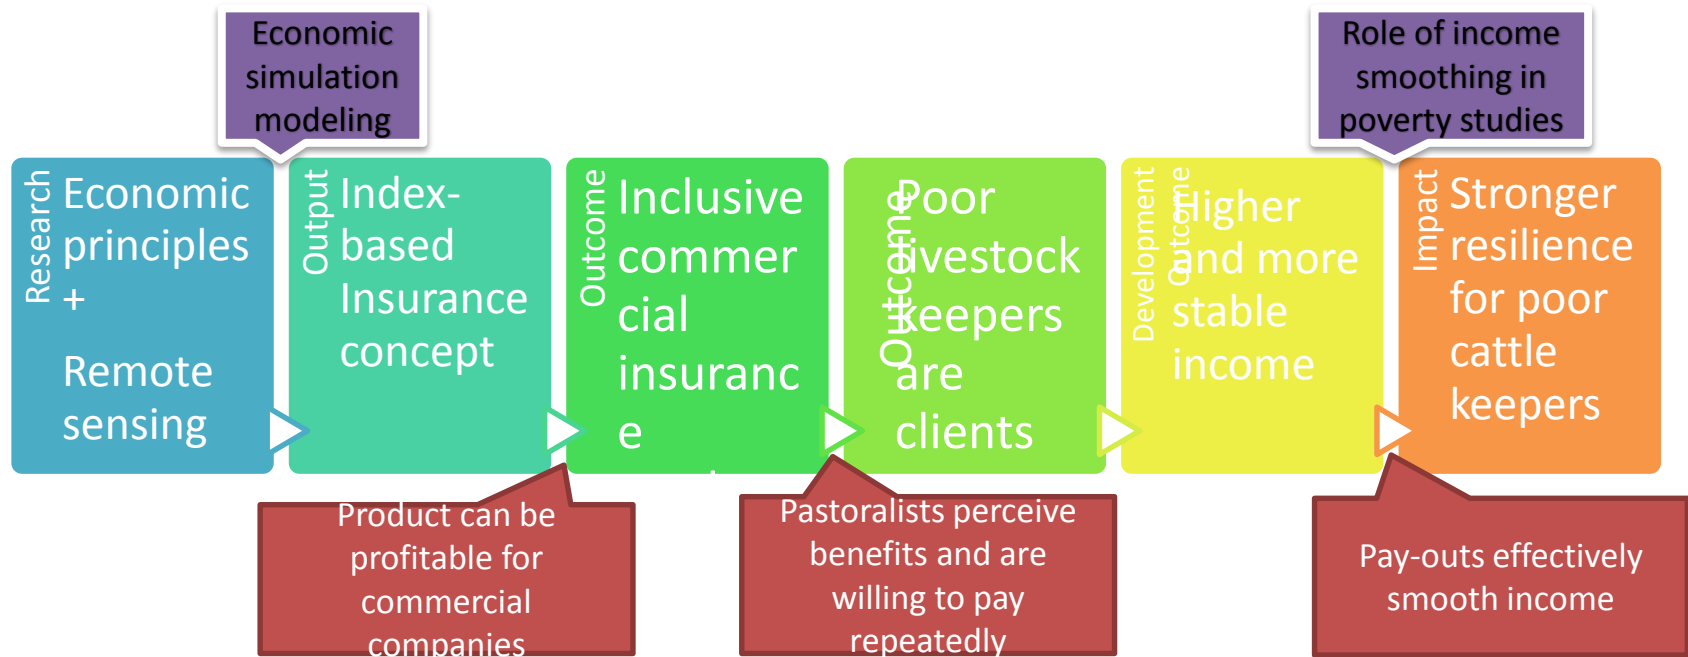 Economic
simulation
modeling
Role of income
smoothing in
poverty studies
Research
Economic
principles
+
Remote
sensing
Output
Index-
based
Insurance
concept
Outcome
Inclusive
commer
cial
insuranc
e
Outcome
Poor
livestock
keepers
are
clients
Development
Outcome
Higher
and more
stable
income
Impact
Stronger
resilience
for poor
cattle
keepers
Product can be
profitable for
commercial
companies
Pastoralists perceive
benefits and are
willing to pay
repeatedly
Pay-outs effectively
smooth income